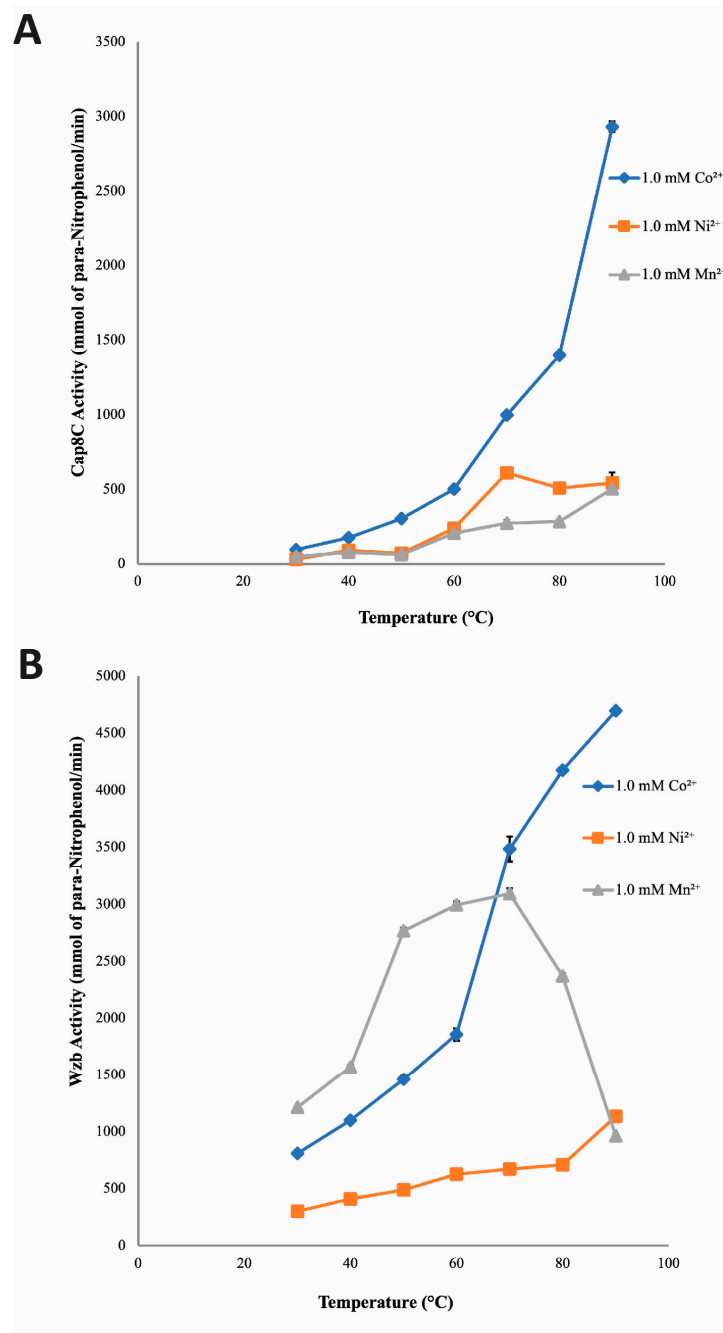 A
3500
3000
2500
2000
1500
1000
500
0
Cap8C Activity (mmol of para-Nitrophenol/min)
1.0 mM Co²⁺
1.0 mM Ni²⁺
1.0 mM Mn²
0 20 40 60 80 100
Temperature (°C)
B
5000
4500
4000
3500
3000
2500
2000
1500
1000
500
0
Wzb Activity (mmol of para-Nitrophenol/min)
1.0 mM Co²⁺
1.0 mM Ni²⁺
1.0 mM Mn²⁺
0 20 40 60 80 100
Temperature (°C)